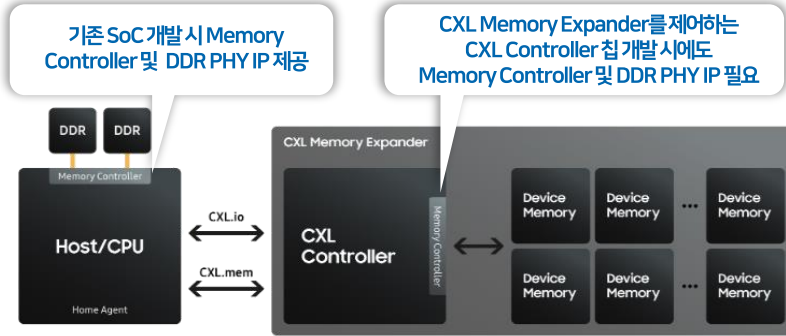 기존 SoC 개발 시 Memory
Controller 및 DDR PHY IP 제공
CXL Memory Expander를 제어하는
CXL Controller 칩 개발 시에도
Memory Controller 및 DDR PHY IP 필요
DDR
DDR
Memory Controller
Host/CPU
Home Agent
CXL.io
CXL.mem
CXL Memory Expander
CXL
Controller
Memory Controller
Device
Memory
Device
Memory
...
Device
Memory
Device
Memory
Device
Memory
...
Device
Memory